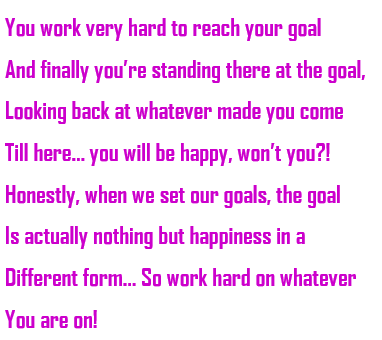 You work very hard to reach your goal
And finally you’re standing there at the goal,
Looking back at whatever made you come
Till here... you will be happy, won’t you?!
Honestly, when we set our goals, the goal
Is actually nothing but happiness in a
Different form... So work hard on whatever
You are on!